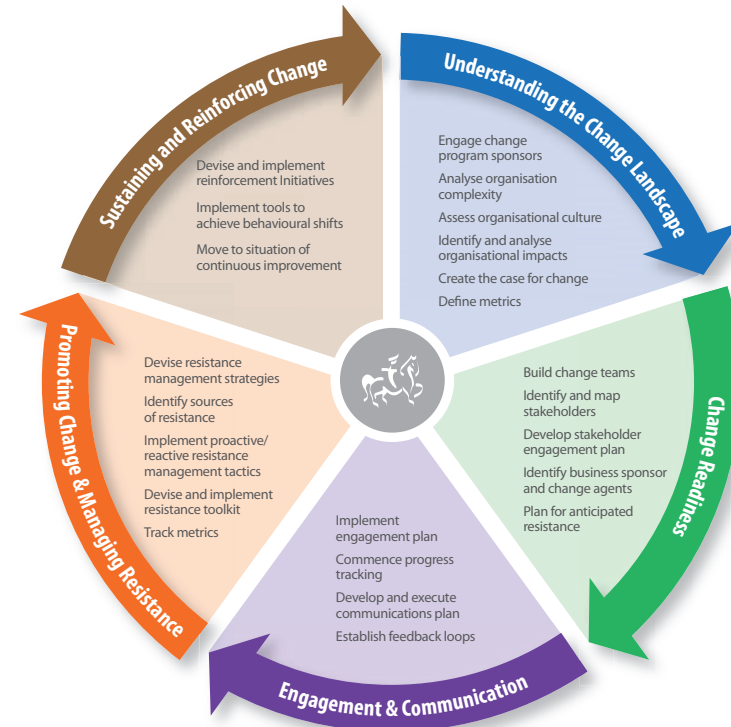 Understanding the Change Landscape
Engage change
program sponsors
Analyse organisation
complexity
Assess organisational culture
Identify and analyse
organisational impacts
Create the case for change
Define metrics
Change Readiness
Build change teams
Identify and map
stakeholders
Develop stakeholder
engagement plan
Identify business sponsor
and change agents
Plan for anticipated
resistance
Engagement & Communication
Implement
engagement plan
Commence progress
tracking
Develop and execute
communications plan
Establish feedback loops
Promoting Change & Managing Resistance
Devise resistance
management strategies
Identify sources
of resistance
Implement proactive/
reactive resistance
management tactics
Devise and implement
resistance toolkit
Track metrics
Sustaining and Reinforcing Change
Devise and implement
reinforcement Initiatives
Implement tools to
achieve behavioural shifts
Move to situation of
continuous improvement